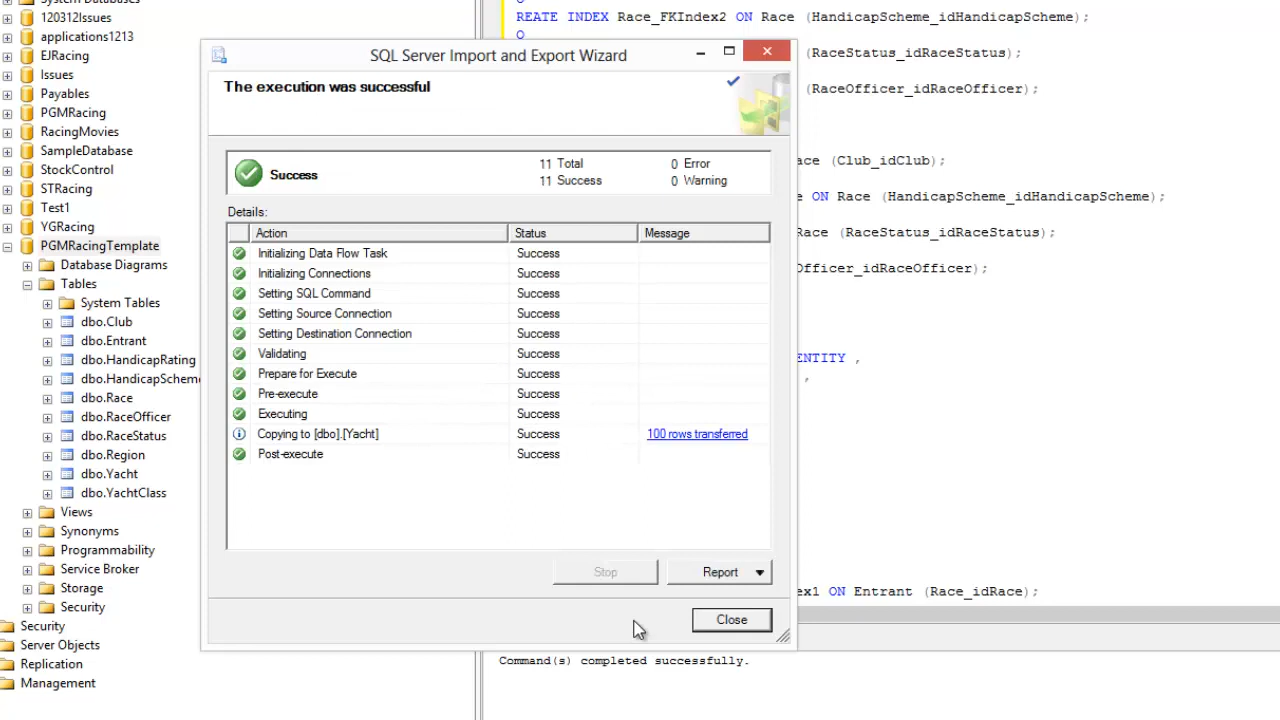 System Databases
120312Issues
applications1213
EJRacing
Issues
Payables
PGMRacing
RacingMovies
SampleDatabase
StockControl
STRacing
Test1
YGRacing
PGMRacingTemplate
Database Diagrams
Tables
System Tables
dbo.Club
dbo.Entrant
dbo.HandicapRating
dbo.HandicapScheme
dbo.Race
dbo.RaceOfficer
dbo.RaceStatus
dbo.Region
dbo.Yacht
dbo.YachtClass
Views
Synonyms
Programmability
Service Broker
Storage
Security
Security
Server Objects
Replication
Management
REATE INDEX Race_FKIndex2 ON Race (HandicapScheme_idHandicapScheme);
O
(RaceStatus_idRaceStatus);
(RaceOfficer_idRaceOfficer);
ace (Club_idClub);
e ON Race (HandicapScheme_idHandicapScheme);
Race (RaceStatus_idRaceStatus);
Officer_idRaceOfficer);
ENTITY ,
,
ex1 ON Entrant (Race_idRace);
Command(s) completed successfully.
SQL Server Import and Export Wizard
The execution was successful
Success
11 Total 0 Error
11 Success 0 Warning
Details:
Action Status Message
Initializing Data Flow Task Success
Initializing Connections Success
Setting SQL Command Success
Setting Source Connection Success
Setting Destination Connection Success
Validating Success
Prepare for Execute Success
Pre-execute Success
Executing Success
Copying to [dbo].[Yacht] Success 100 rows transferred
Post-execute Success
Stop Report
Close